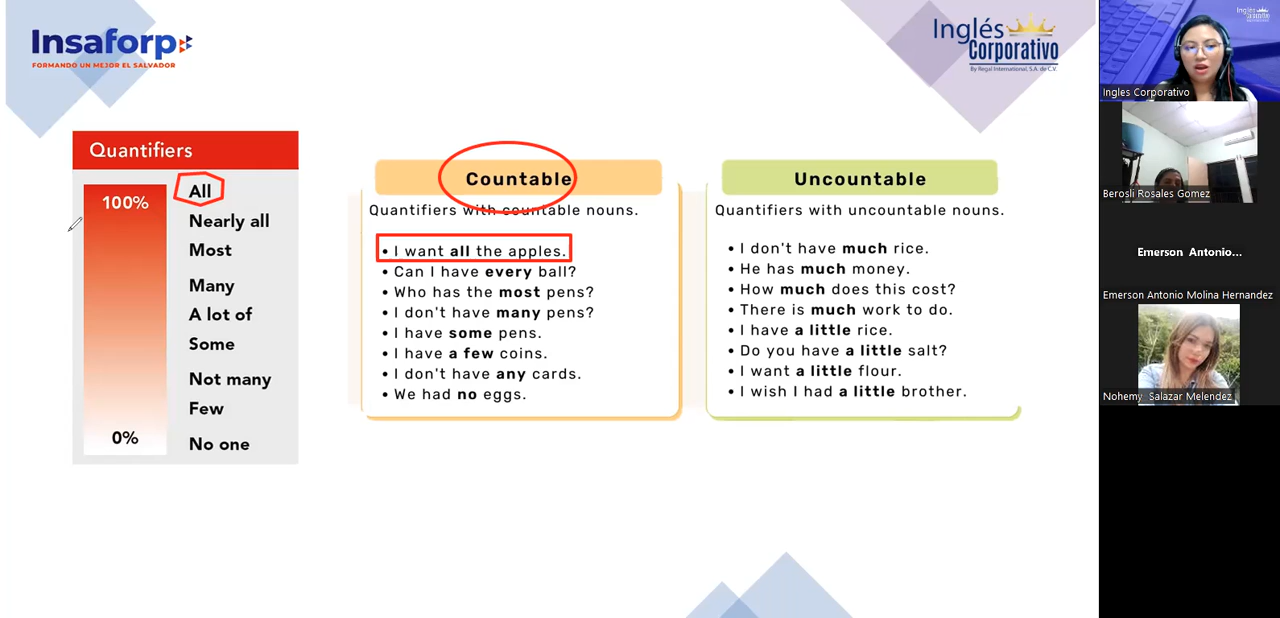 Insaforp
FORMANDO UN MEJOR EL SALVADOR
Inglés
Corporativo
By Regal International, S.A. de C.V.
Quantifiers
100%
0%
All
Nearly all
Most
Many
A lot of
Some
Not many
Few
No one
Countable
Quantifiers with countable nouns.
• I want all the apples.
• Can I have every ball?
• Who has the most pens?
• I don't have many pens?
• I have some pens.
• I have a few coins.
• I don't have any cards.
• We had no eggs.
Uncountable
Quantifiers with uncountable nouns.
• I don't have much rice.
• He has much money.
• How much does this cost?
• There is much work to do.
• I have a little rice.
• Do you have a little salt?
• I want a little flour.
• I wish I had a little brother.
Inglés
Ingles Corporativo
Berosli Rosales Gomez
Emerson Antonio...
Emerson Antonio Molina Hernandez
Nohemy Salazar Melendez